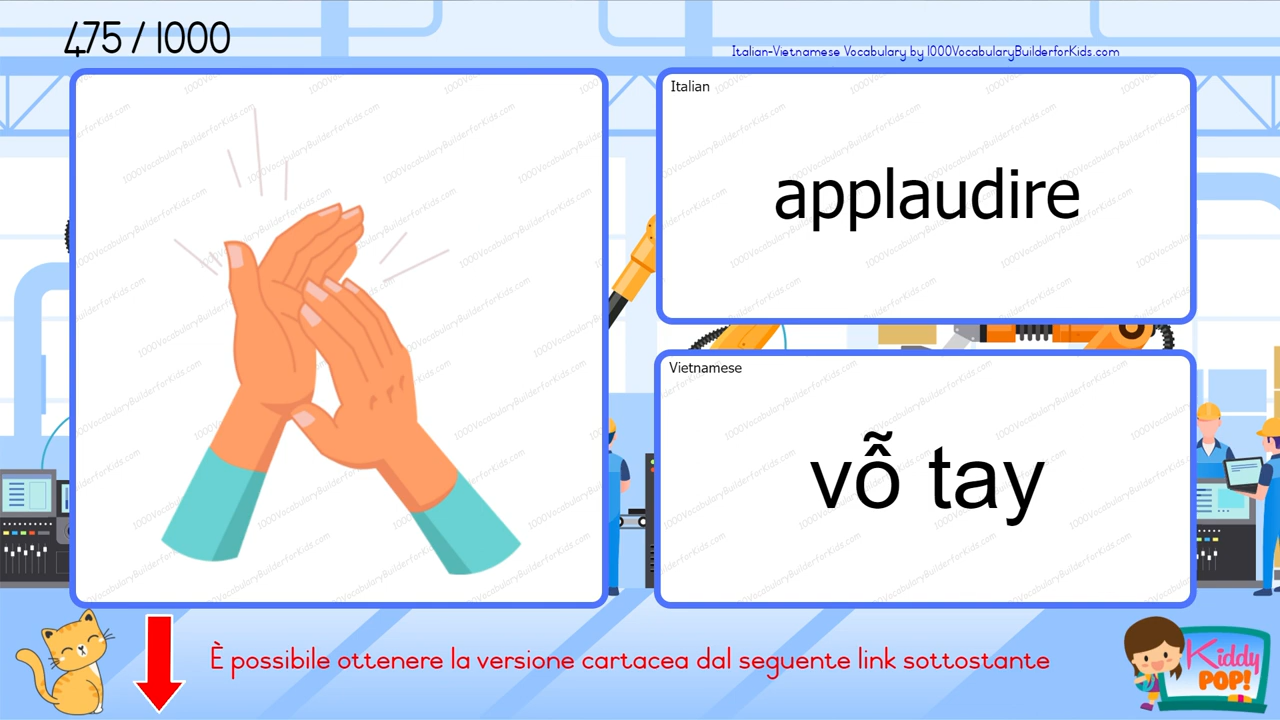 475 / 1000
Italian-Vietnamese Vocabulary by 1000VocabularyBuilderforKids.com
Italian
applaudire
Vietnamese
vỗ tay
È possibile ottenere la versione cartacea dal seguente link sottostante
Kiddy
POP!